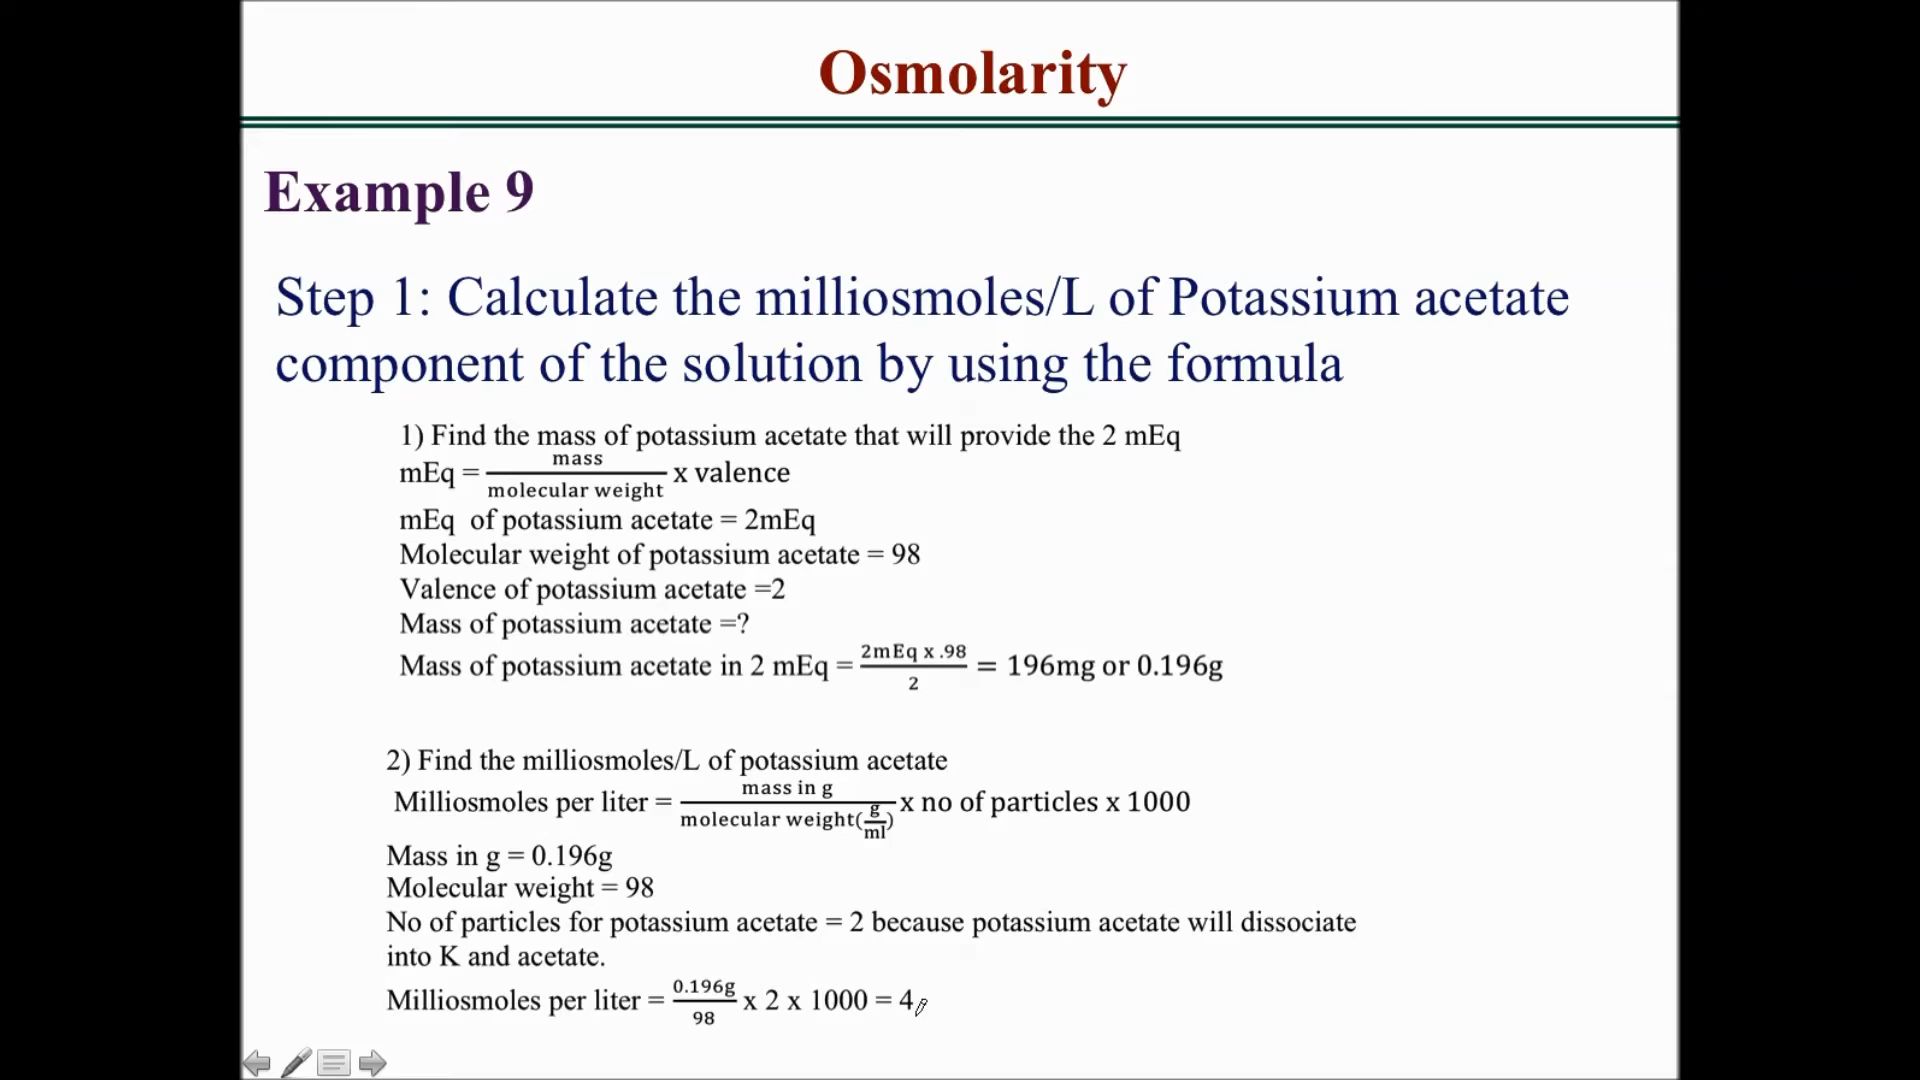 Osmolarity
Example 9
Step 1: Calculate the milliosmoles/L of Potassium acetate
component of the solution by using the formula
1) Find the mass of potassium acetate that will provide the 2 mEq
mEq = mass / molecular weight x valence
mEq of potassium acetate = 2mEq
Molecular weight of potassium acetate = 98
Valence of potassium acetate =2
Mass of potassium acetate =?
Mass of potassium acetate in 2 mEq = 2mEq x .98 / 2 = 196mg or 0.196g
2) Find the milliosmoles/L of potassium acetate
Milliosmoles per liter = mass in g / molecular weight(g/ml) x no of particles x 1000
Mass in g = 0.196g
Molecular weight = 98
No of particles for potassium acetate = 2 because potassium acetate will dissociate
into K and acetate.
Milliosmoles per liter = 0.196g / 98 x 2 x 1000 = 4